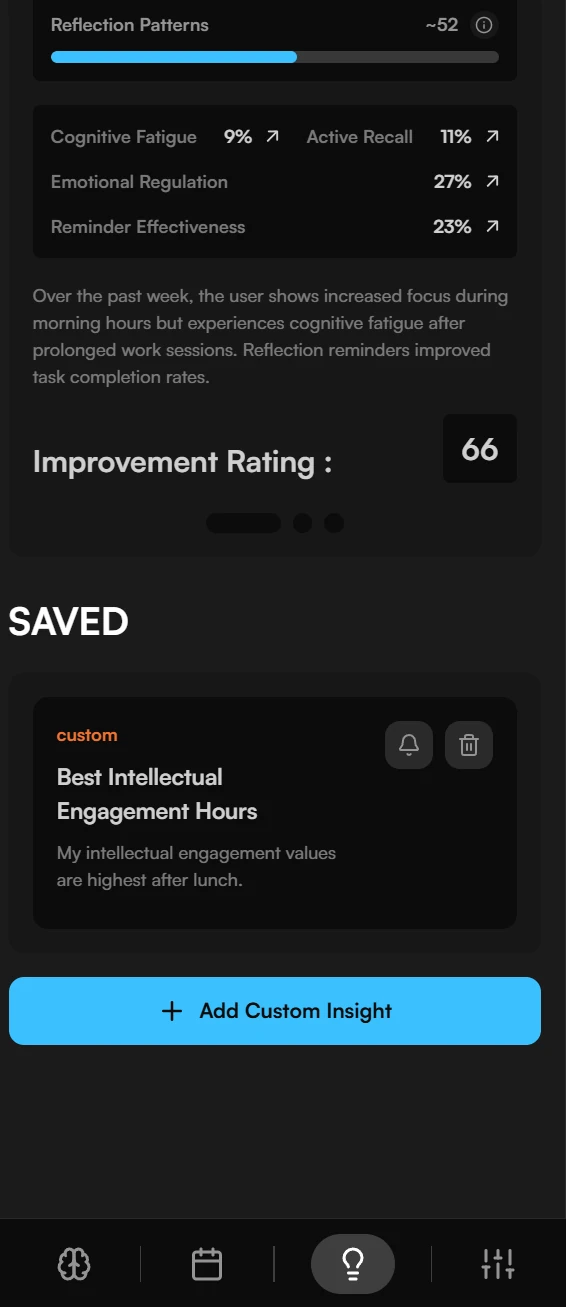 Reflection Patterns ~52
Cognitive Fatigue 9% Active Recall 11%
Emotional Regulation 27%
Reminder Effectiveness 23%
Over the past week, the user shows increased focus during
morning hours but experiences cognitive fatigue after
prolonged work sessions. Reflection reminders improved
task completion rates.
Improvement Rating : 66
SAVED
custom
Best Intellectual
Engagement Hours
My intellectual engagement values
are highest after lunch.
Add Custom Insight